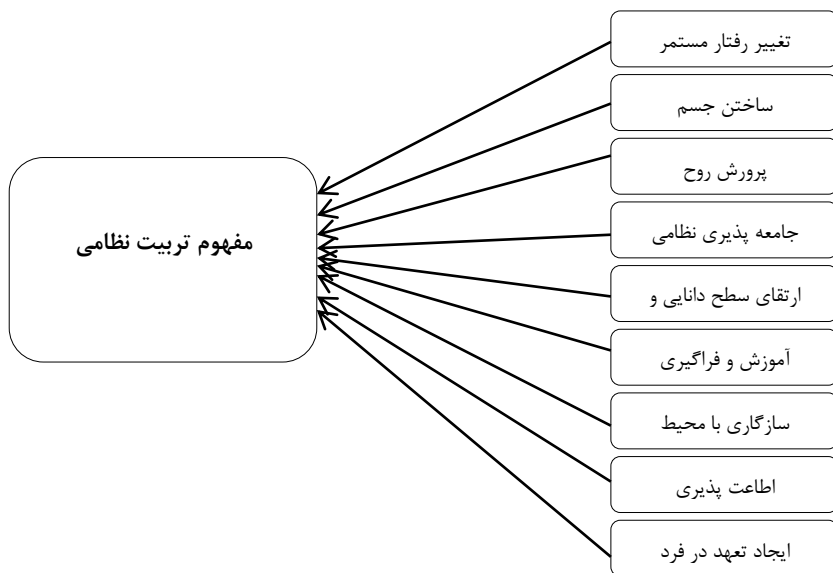 تغییر رفتار مستمر
ساختن جسم
پرورش روح
مفهوم تربیت نظامی
جامعه پذیری نظامی
ارتقای سطح دانایی و
آموزش و فراگیری
سازگاری با محیط
اطاعت پذیری
ایجاد تعهد در فرد